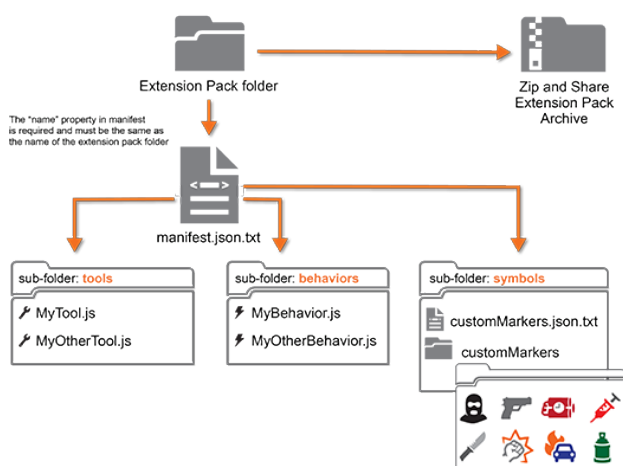 Extension Pack folder
Zip and Share
Extension Pack
Archive
The "name" property in manifest
is required and must be the same as
the name of the extension pack folder
manifest.json.txt
sub-folder: tools
MyTool.js
MyOtherTool.js
sub-folder: behaviors
MyBehavior.js
MyOtherBehavior.js
sub-folder: symbols
customMarkers.json.txt
customMarkers